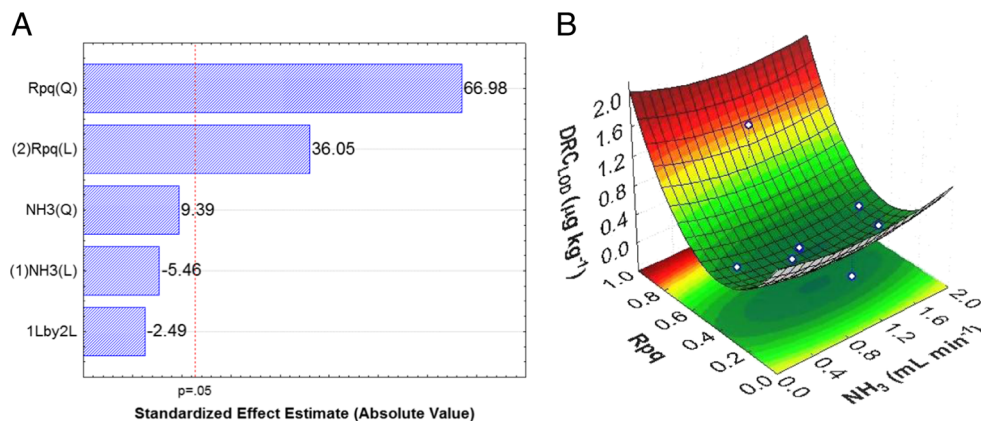 A
Rpq(Q)
66.98
(2)Rpq(L)
36.05
NH3(Q)
9.39
(1)NH3(L)
-5.46
1Lby2L
-2.49
p=.05
Standardized Effect Estimate (Absolute Value)
B
DRC_LOD (µg kg⁻¹)
2.0
1.6
1.2
0.8
0.4
0.0
1.0
0.8
0.6
0.4
0.2
0.0
Rpq
0.0
0.4
0.8
1.2
1.6
2.0
NH₃ (mL min⁻¹)